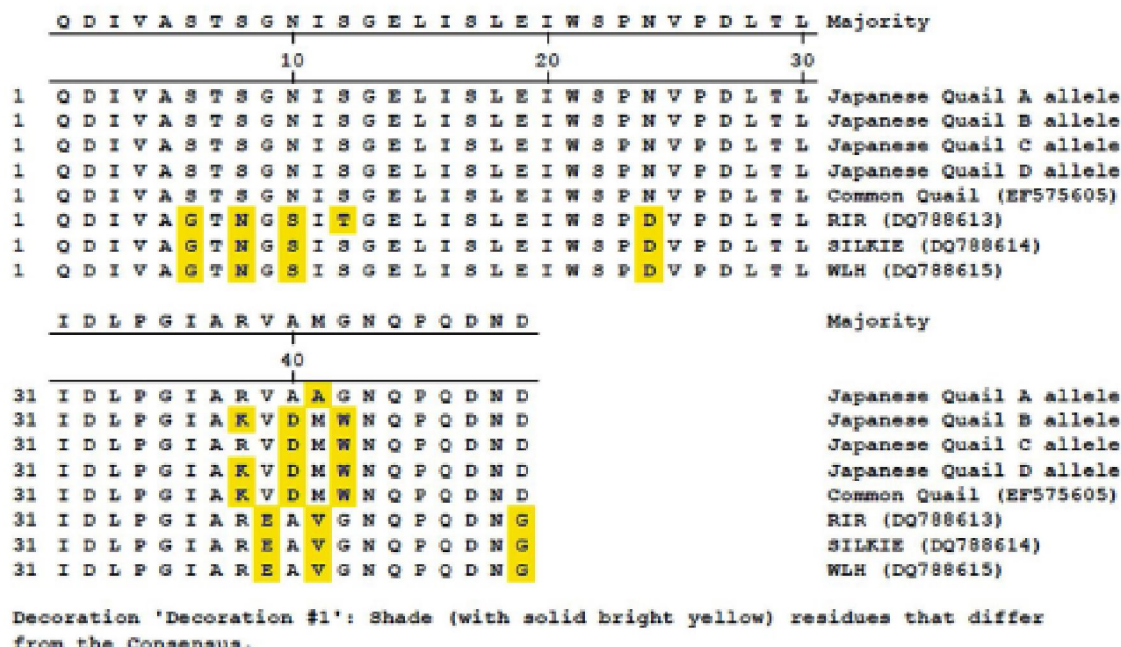 Q D I V A S T S G N I S G E L I S L E I W S P N V P D L T L Majority
10 20 30
1 Q D I V A S T S G N I S G E L I S L E I W S P N V P D L T L Japanese Quail A allele
1 Q D I V A S T S G N I S G E L I S L E I W S P N V P D L T L Japanese Quail B allele
1 Q D I V A S T S G N I S G E L I S L E I W S P N V P D L T L Japanese Quail C allele
1 Q D I V A S T S G N I S G E L I S L E I W S P N V P D L T L Japanese Quail D allele
1 Q D I V A S T S G N I S G E L I S L E I W S P N V P D L T L Common Quail (EF575605)
1 Q D I V A G T N G S I T G E L I S L E I W S P D V P D L T L RIR (DQ788613)
1 Q D I V A G T N G S I S G E L I S L E I W S P D V P D L T L SILKIE (DQ788614)
1 Q D I V A G T N G S I S G E L I S L E I W S P D V P D L T L WLH (DQ788615)
I D L P G I A R V A M G N Q P Q D N D Majority
40
31 I D L P G I A R V A A G N Q P Q D N D Japanese Quail A allele
31 I D L P G I A K V D M W N Q P Q D N D Japanese Quail B allele
31 I D L P G I A R V D M W N Q P Q D N D Japanese Quail C allele
31 I D L P G I A K V D M W N Q P Q D N D Japanese Quail D allele
31 I D L P G I A K V D M W N Q P Q D N D Common Quail (EF575605)
31 I D L P G I A R E A V G N Q P Q D N G RIR (DQ788613)
31 I D L P G I A R E A V G N Q P Q D N G SILKIE (DQ788614)
31 I D L P G I A R E A V G N Q P Q D N G WLH (DQ788615)
Decoration 'Decoration #1': Shade (with solid bright yellow) residues that differ
from the Consensus.